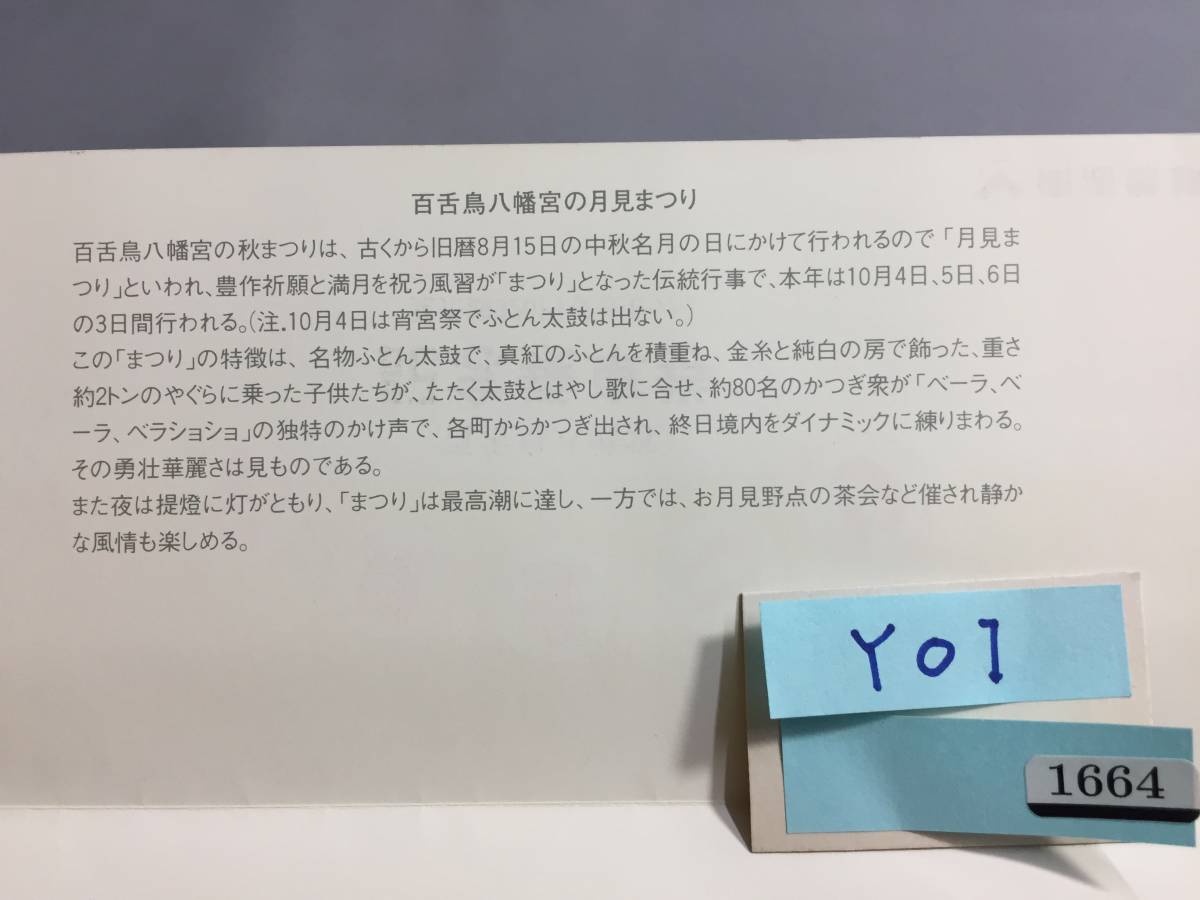 百舌鳥八幡宮の月見まつり
百舌鳥八幡宮の秋まつりは、古くから旧暦8月15日の中秋名月の日にかけて行われるので「月見ま
つり」といわれ、豊作祈願と満月を祝う風習が「まつり」となった伝統行事で、本年は10月4日、5日、6日
の3日間行われる。(注.10月4日は宵宮祭でふとん太鼓は出ない。)
この「まつり」の特徴は、名物ふとん太鼓で、真紅のふとんを積重ね、金糸と純白の房で飾った、重さ
約2トンのやぐらに乗った子供たちが、たたく太鼓とはやし歌に合せ、約80名のかつぎ衆が「ベーラ、ベ
ーラ、ベラショショ」の独特のかけ声で、各町からかつぎ出され、終日境内をダイナミックに練りまわる。
その勇壮華麗さは見ものである。
また夜は提燈に灯がともり、「まつり」は最高潮に達し、一方では、お月見野点の茶会など催され静か
な風情も楽しめる。
Y01
1664